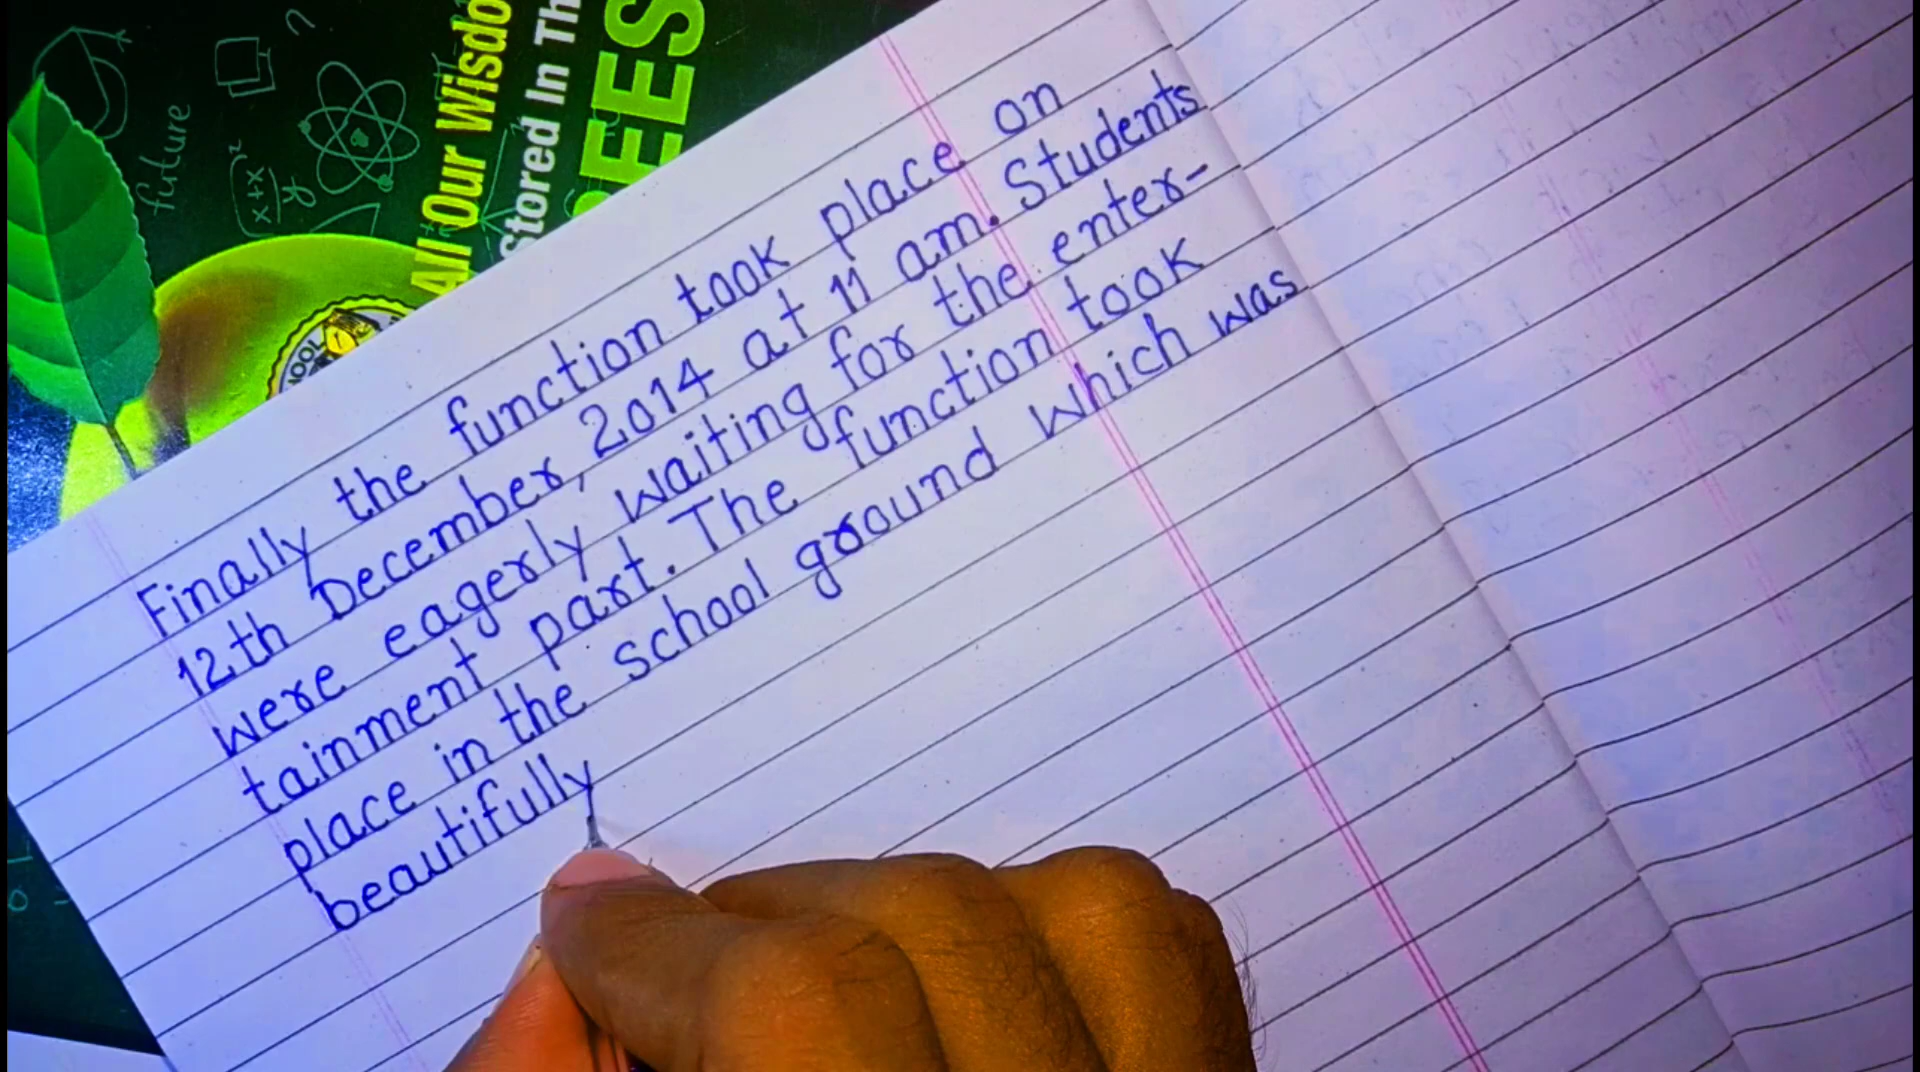 All Our Wisdo
Stored In Th
EES
future
Finally the function took place on
12th December, 2014 at 11 am. Students
were eagerly waiting for the enter-
tainment part. The function took
place in the school ground which was
beautifully